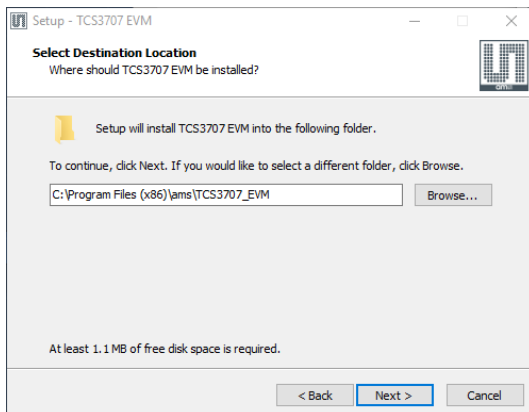 Setup - TCS3707 EVM
Select Destination Location
Where should TCS3707 EVM be installed?
am
Setup will install TCS3707 EVM into the following folder.
To continue, click Next. If you would like to select a different folder, click Browse.
C:\Program Files (x86)\ams\TCS3707_EVM
Browse...
At least 1.1 MB of free disk space is required.
< Back
Next >
Cancel